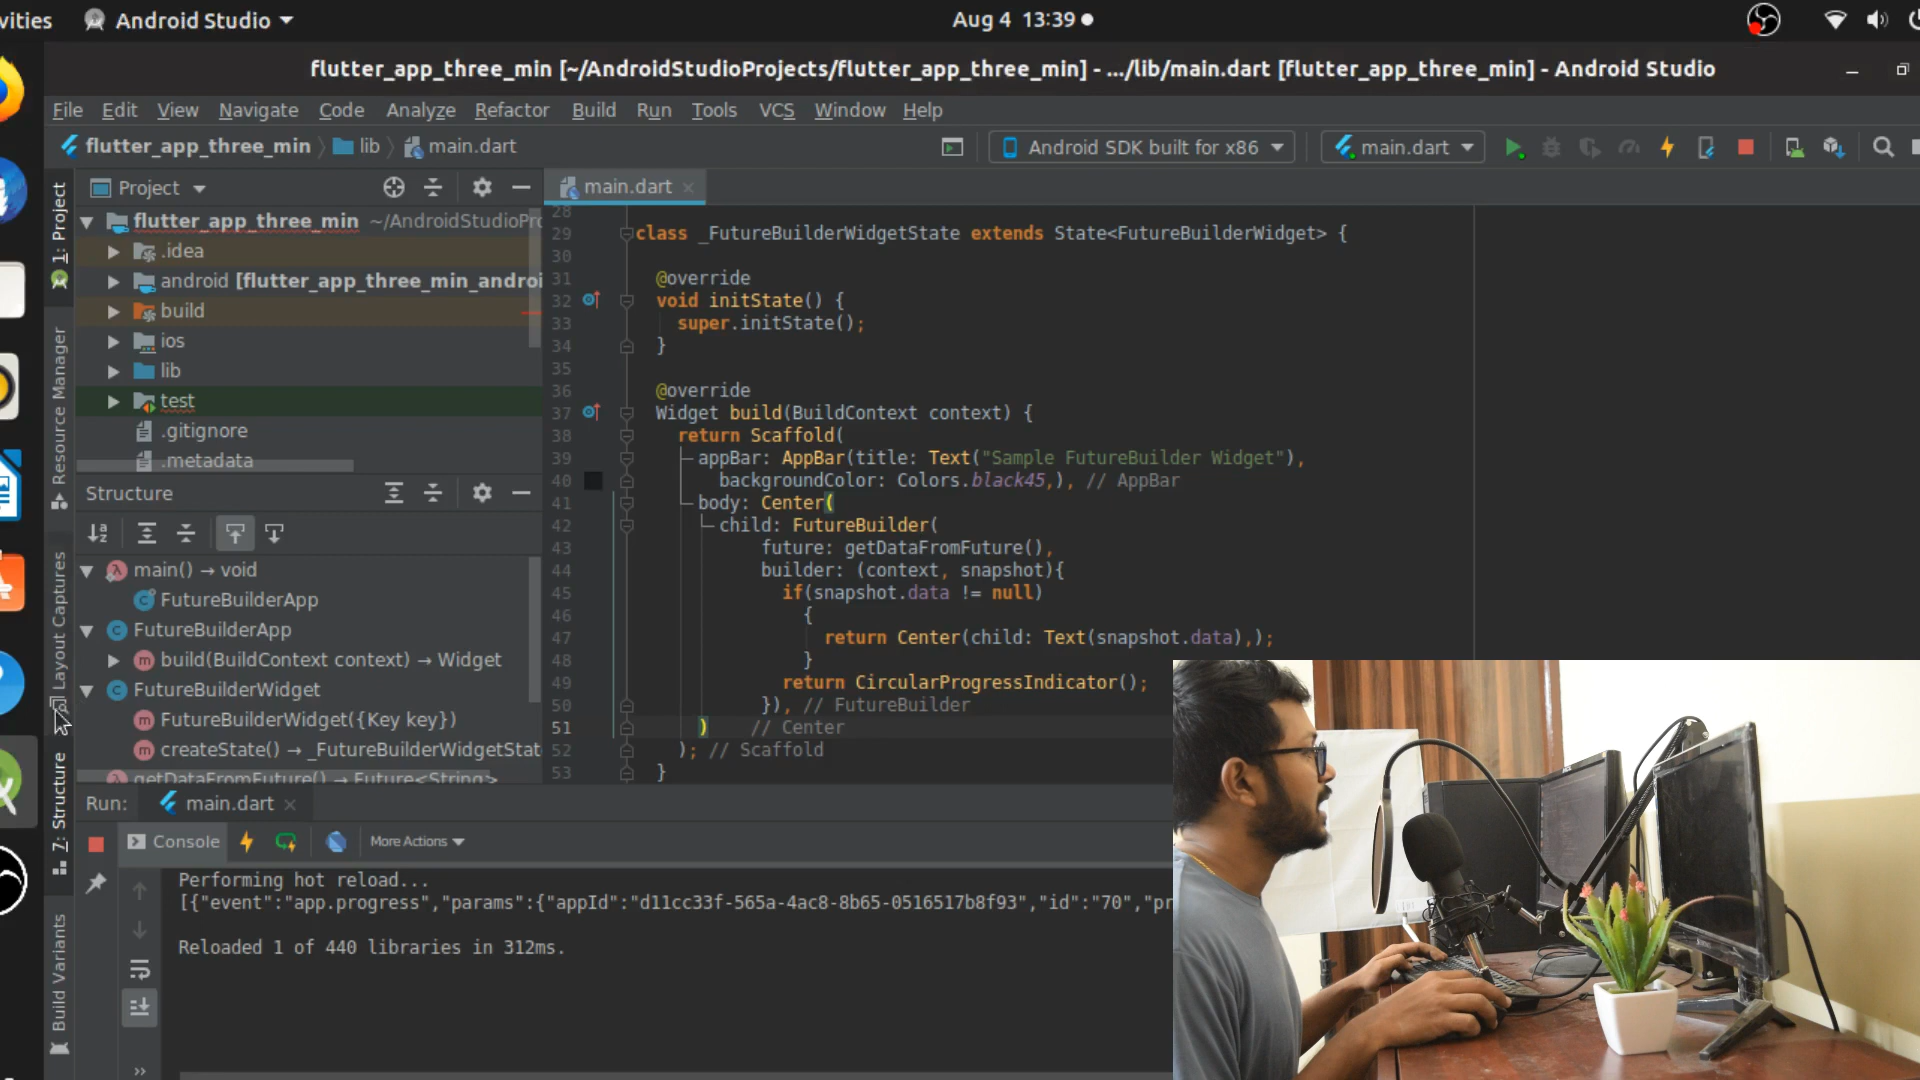 vities
Android Studio
Aug 4 13:39
flutter_app_three_min [~/AndroidStudioProjects/flutter_app_three_min] - .../lib/main.dart [flutter_app_three_min] - Android Studio
File Edit View Navigate Code Analyze Refactor Build Run Tools VCS Window Help
flutter_app_three_min lib main.dart
Android SDK built for x86
main.dart
1: Project
Resource Manager
Layout Captures
7: Structure
Build Variants
Project
flutter_app_three_min ~/AndroidStudioPro
.idea
android [flutter_app_three_min_androi
build
ios
lib
test
.gitignore
.metadata
Structure
main() → void
FutureBuilderApp
FutureBuilderApp
build(BuildContext context) → Widget
FutureBuilderWidget
FutureBuilderWidget({Key key})
createState() → _FutureBuilderWidgetStat
getDataFromFuture() → Future<String>
main.dart
28
29 class _FutureBuilderWidgetState extends State<FutureBuilderWidget> {
30
31 @override
32 void initState() {
33 super.initState();
34 }
35
36 @override
37 Widget build(BuildContext context) {
38 return Scaffold(
39 appBar: AppBar(title: Text("Sample FutureBuilder Widget"),
40 backgroundColor: Colors.black45,), // AppBar
41 body: Center(
42 child: FutureBuilder(
43 future: getDataFromFuture(),
44 builder: (context, snapshot){
45 if(snapshot.data != null)
46 {
47 return Center(child: Text(snapshot.data),);
48 }
49 return CircularProgressIndicator();
50 }), // FutureBuilder
51 ) // Center
52 ); // Scaffold
53 }
Run: main.dart
Console
More Actions
Performing hot reload...
[{"event":"app.progress","params":{"appId":"d11cc33f-565a-4ac8-8b65-0516517b8f93","id":"70","pr
Reloaded 1 of 440 libraries in 312ms.